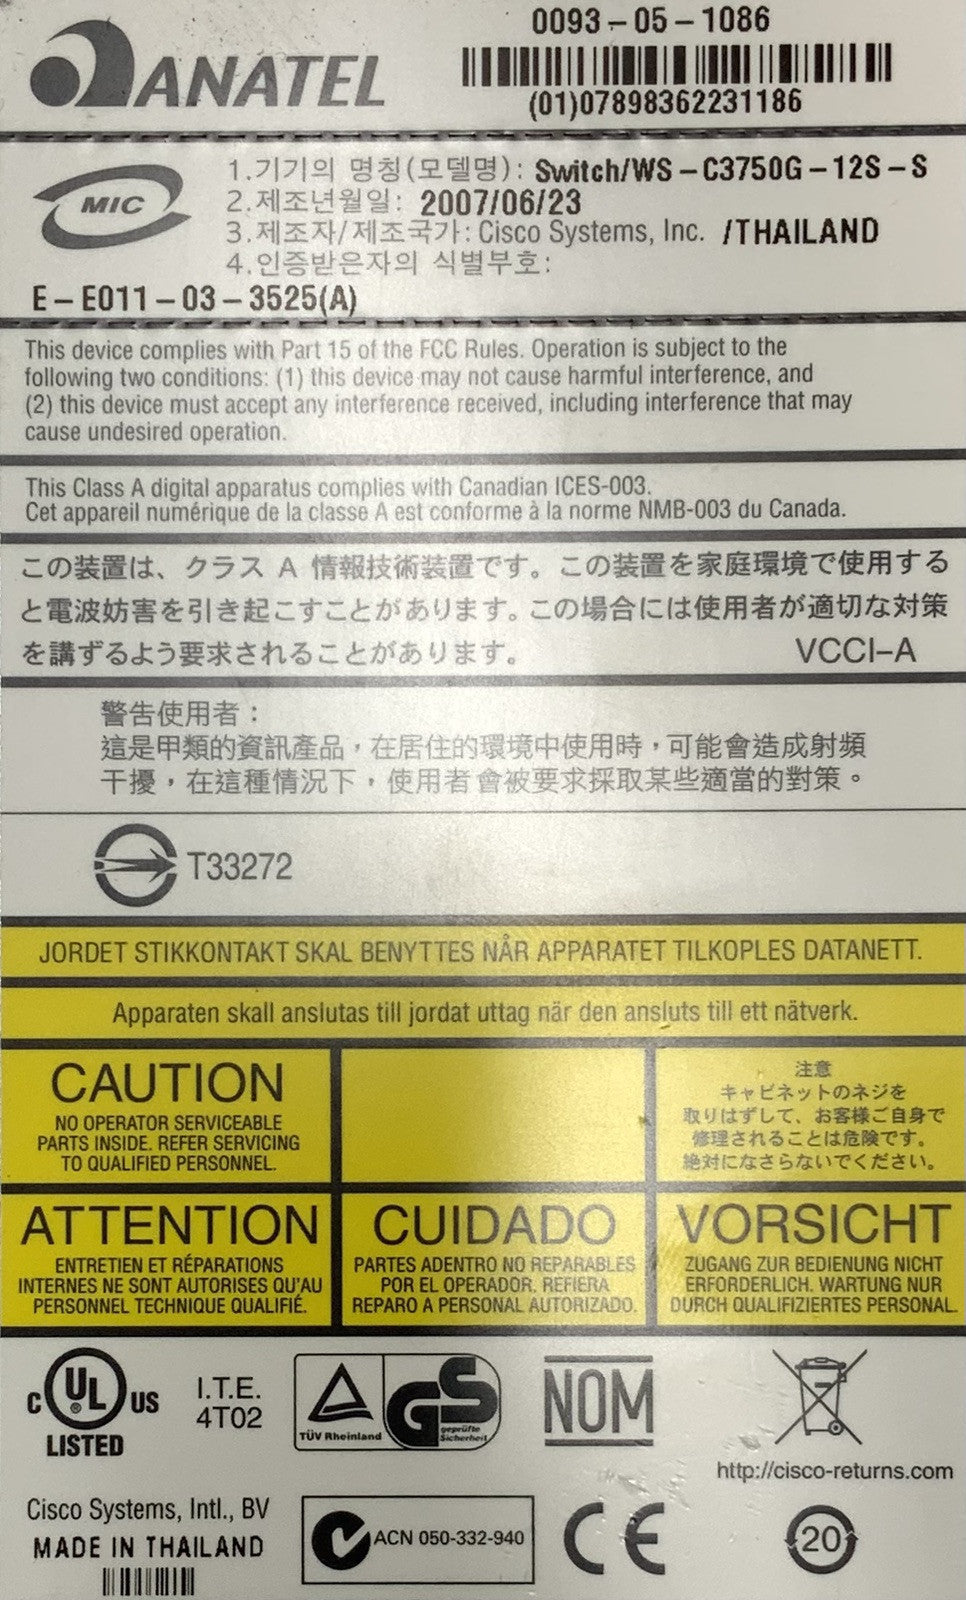 ANATEL
0093-05-1086
(01)07898362231186
MIC
1.기기의 명칭(모델명): Switch/WS-C3750G-12S-S
2.제조년월일: 2007/06/23
3.제조자/제조국가: Cisco Systems, Inc. /THAILAND
4.인증받은자의 식별부호:
E-E011-03-3525(A)
This device complies with Part 15 of the FCC Rules. Operation is subject to the
following two conditions: (1) this device may not cause harmful interference, and
(2) this device must accept any interference received, including interference that may
cause undesired operation.
This Class A digital apparatus complies with Canadian ICES-003.
Cet appareil numérique de la classe A est conforme à la norme NMB-003 du Canada.
この装置は、クラス A 情報技術装置です。この装置を家庭環境で使用する
と電波妨害を引き起こすことがあります。この場合には使用者が適切な対策
を講ずるよう要求されることがあります。 VCCI-A
警告使用者：
這是甲類的資訊產品，在居住的環境中使用時，可能會造成射頻
干擾，在這種情況下，使用者會被要求採取某些適當的對策。
T33272
JORDET STIKKONTAKT SKAL BENYTTES NÅR APPARATET TILKOPLES DATANETT.
Apparaten skall anslutas till jordat uttag när den ansluts till ett nätverk.
CAUTION
NO OPERATOR SERVICEABLE
PARTS INSIDE. REFER SERVICING
TO QUALIFIED PERSONNEL.
注意
キャビネットのネジを
取りはずして、お客様ご自身で
修理されることは危険です。
絶対になさらないでください。
ATTENTION
ENTRETIEN ET RÉPARATIONS
INTERNES NE SONT AUTORISES QU'AU
PERSONNEL TECHNIQUE QUALIFIÉ.
CUIDADO
PARTES ADENTRO NO REPARABLES
POR EL OPERADOR. REFIERA
REPARO A PERSONAL AUTORIZADO.
VORSICHT
ZUGANG ZUR BEDIENUNG NICHT
ERFORDERLICH. WARTUNG NUR
DURCH QUALIFIZIERTES PERSONAL.
C UL ® US
LISTED
I.T.E.
4T02
TÜV Rheinland
GS
geprüfte
Sicherheit
NOM
http://cisco-returns.com
Cisco Systems, Intl., BV
MADE IN THAILAND
ACN 050-332-940
CE
20